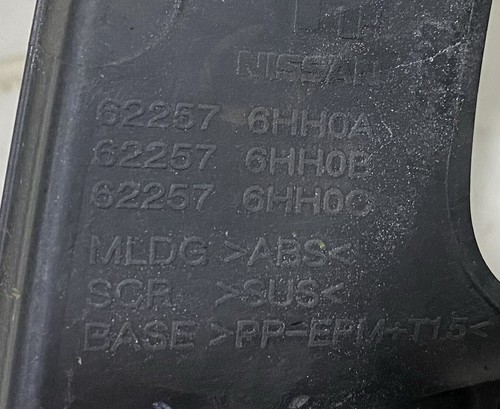 NISSAN
62257 6HH0A
62257 6HH0B
62257 6HH0C
MLDG >ABS<
SCR >SUS<
BASE >PP-EPM-T15<